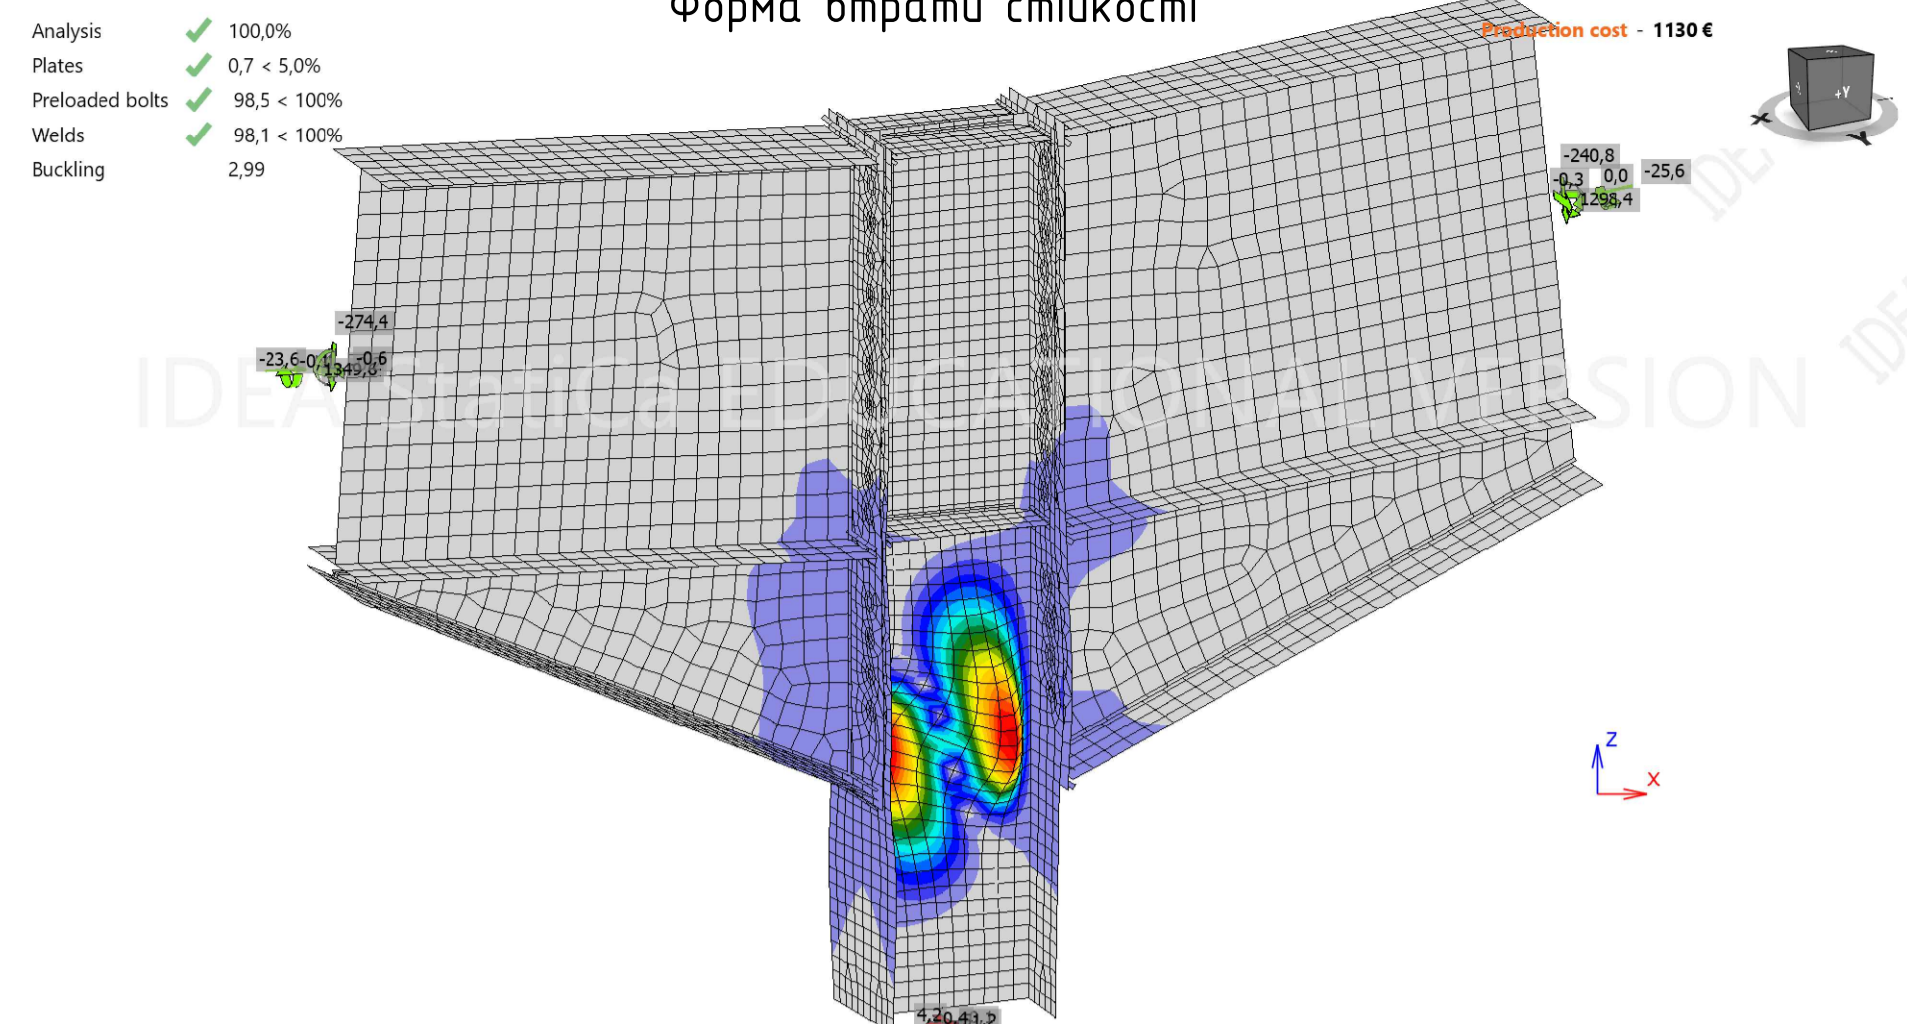 Форма втрати стійкості
Analysis 100,0%
Plates 0,7 < 5,0%
Preloaded bolts 98,5 < 100%
Welds 98,1 < 100%
Buckling 2,99
Production cost - 1130 €
+Y
-240,8
-0,3 0,0 -25,6
1298,4
-274,4
-23,6 -0,6
IDEA StatiCa EDUCATIONAL VERSION
Z
X
4,2